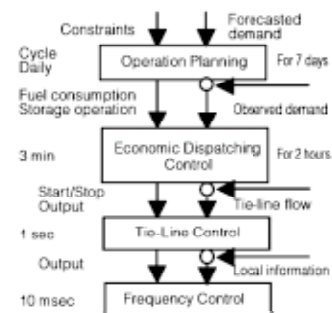 Constraints
Forecasted
demand
Cycle
Daily
Operation Planning
For 7 days
Fuel consumption
Storage operation
Observed demand
3 min
Economic Dispatching
Control
For 2 hours
Start/Stop
Output
Tie-line flow
1 sec
Tie-Line Control
Output
Local information
10 msec
Frequency Control